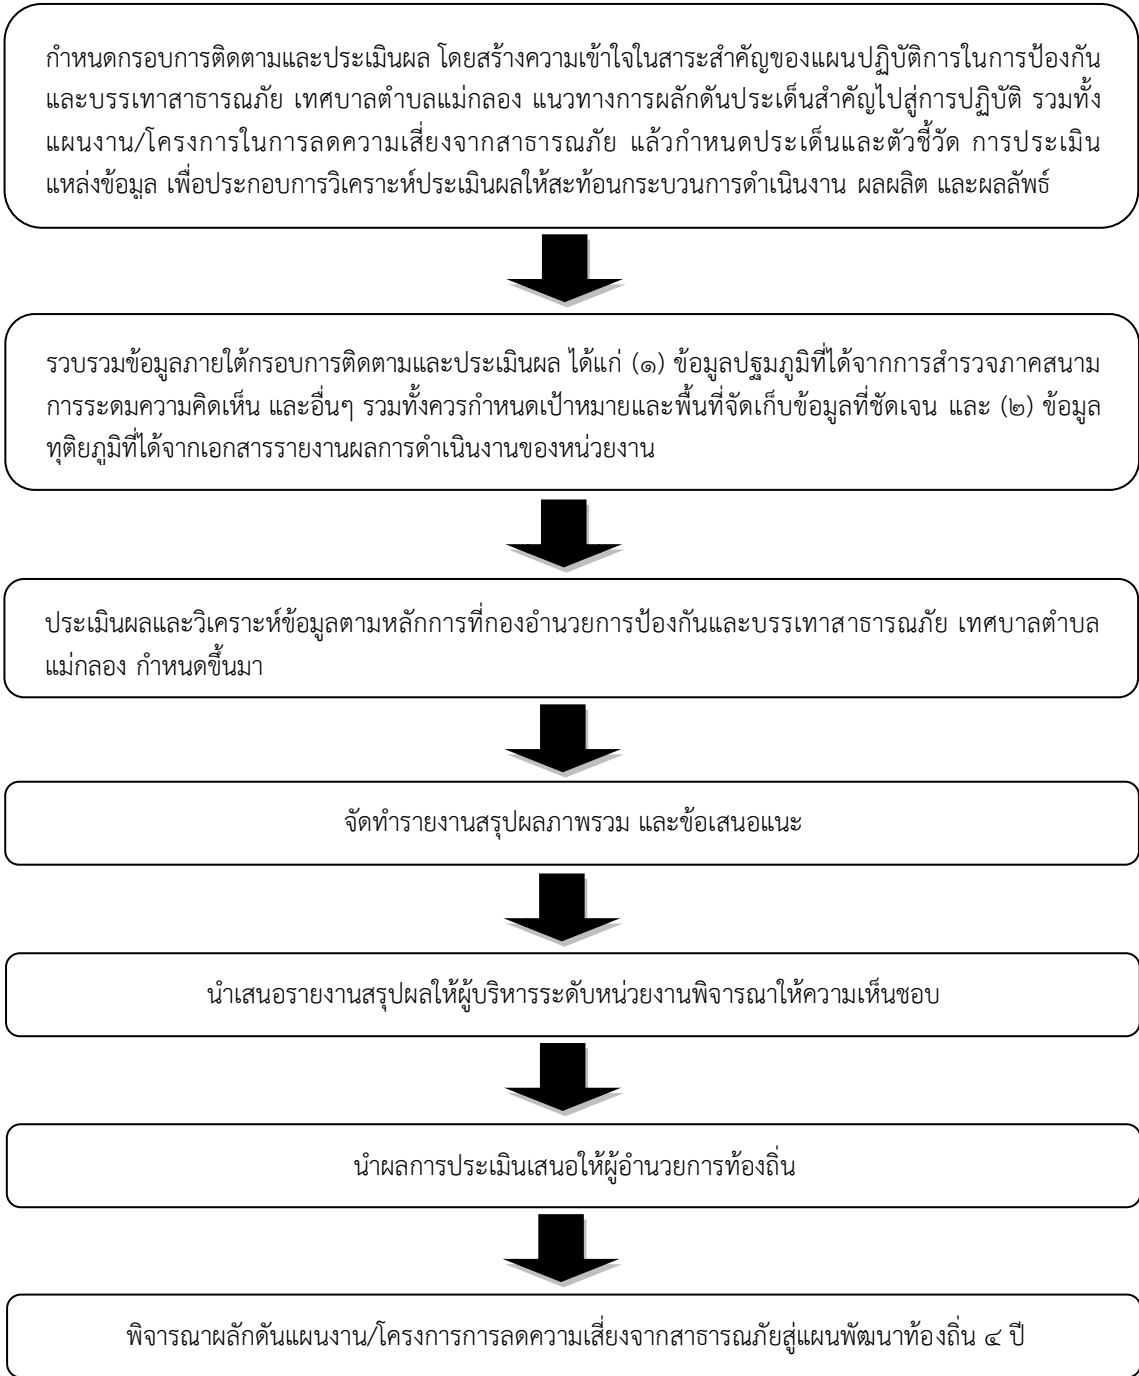 กำหนดกรอบการติดตามและประเมินผล โดยสร้างความเข้าใจในสาระสำคัญของแผนปฏิบัติการในการป้องกัน
และบรรเทาสาธารณภัย เทศบาลตำบลแม่กลอง แนวทางการผลักดันประเด็นสำคัญไปสู่การปฏิบัติ รวมทั้ง
แผนงาน/โครงการในการลดความเสี่ยงจากสาธารณภัย แล้วกำหนดประเด็นและตัวชี้วัด การประเมิน
แหล่งข้อมูล เพื่อประกอบการวิเคราะห์ประเมินผลให้สะท้อนกระบวนการดำเนินงาน ผลผลิต และผลลัพธ์
รวบรวมข้อมูลภายใต้กรอบการติดตามและประเมินผล ได้แก่ (๑) ข้อมูลปฐมภูมิที่ได้จากการสำรวจภาคสนาม
การระดมความคิดเห็น และอื่นๆ รวมทั้งควรกำหนดเป้าหมายและพื้นที่จัดเก็บข้อมูลที่ชัดเจน และ (๒) ข้อมูล
ทุติยภูมิที่ได้จากเอกสารรายงานผลการดำเนินงานของหน่วยงาน
ประเมินผลและวิเคราะห์ข้อมูลตามหลักการที่กองอำนวยการป้องกันและบรรเทาสาธารณภัย เทศบาลตำบล
แม่กลอง กำหนดขึ้นมา
จัดทำรายงานสรุปผลภาพรวม และข้อเสนอแนะ
นำเสนอรายงานสรุปผลให้ผู้บริหารระดับหน่วยงานพิจารณาให้ความเห็นชอบ
นำผลการประเมินเสนอให้ผู้อำนวยการท้องถิ่น
พิจารณาผลักดันแผนงาน/โครงการการลดความเสี่ยงจากสาธารณภัยสู่แผนพัฒนาท้องถิ่น ๔ ปี